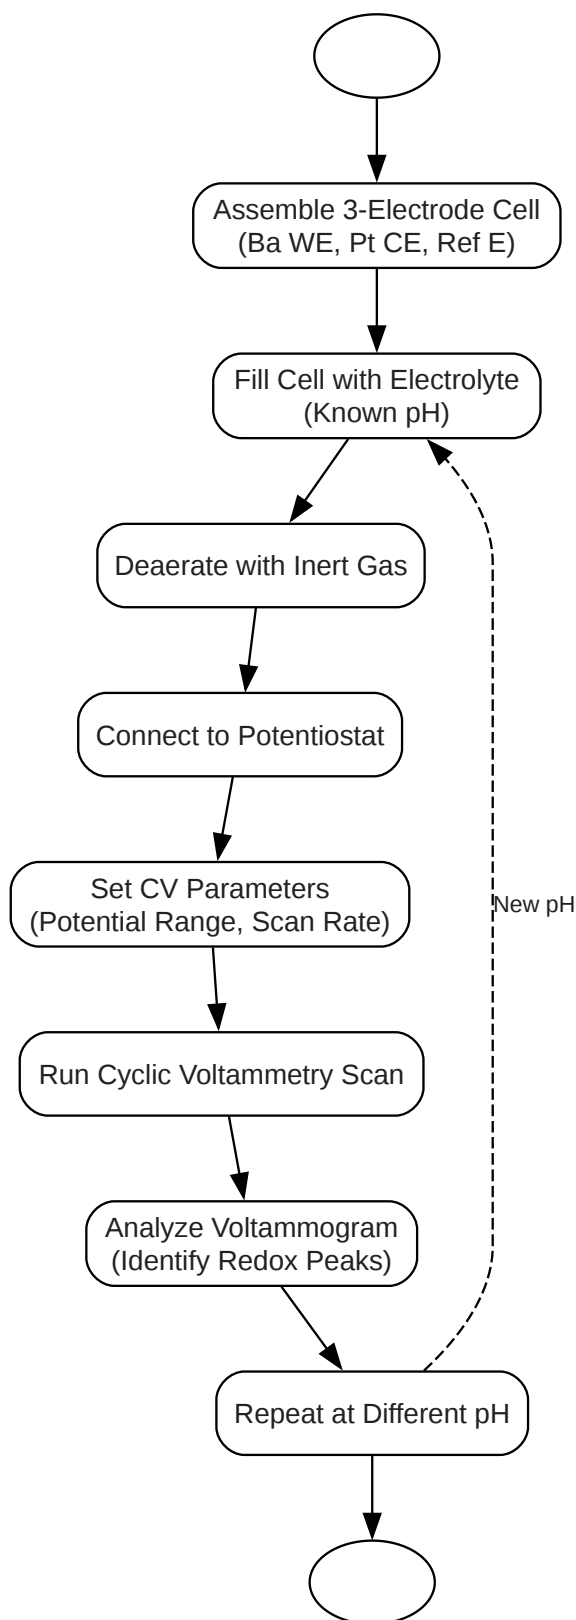 Assemble 3-Electrode Cell
(Ba WE, Pt CE, Ref E)
Fill Cell with Electrolyte
(Known pH)
Deaerate with Inert Gas
Connect to Potentiostat
Set CV Parameters
(Potential Range, Scan Rate)
New pH
Run Cyclic Voltammetry Scan
Analyze Voltammogram
(Identify Redox Peaks)
Repeat at Different pH